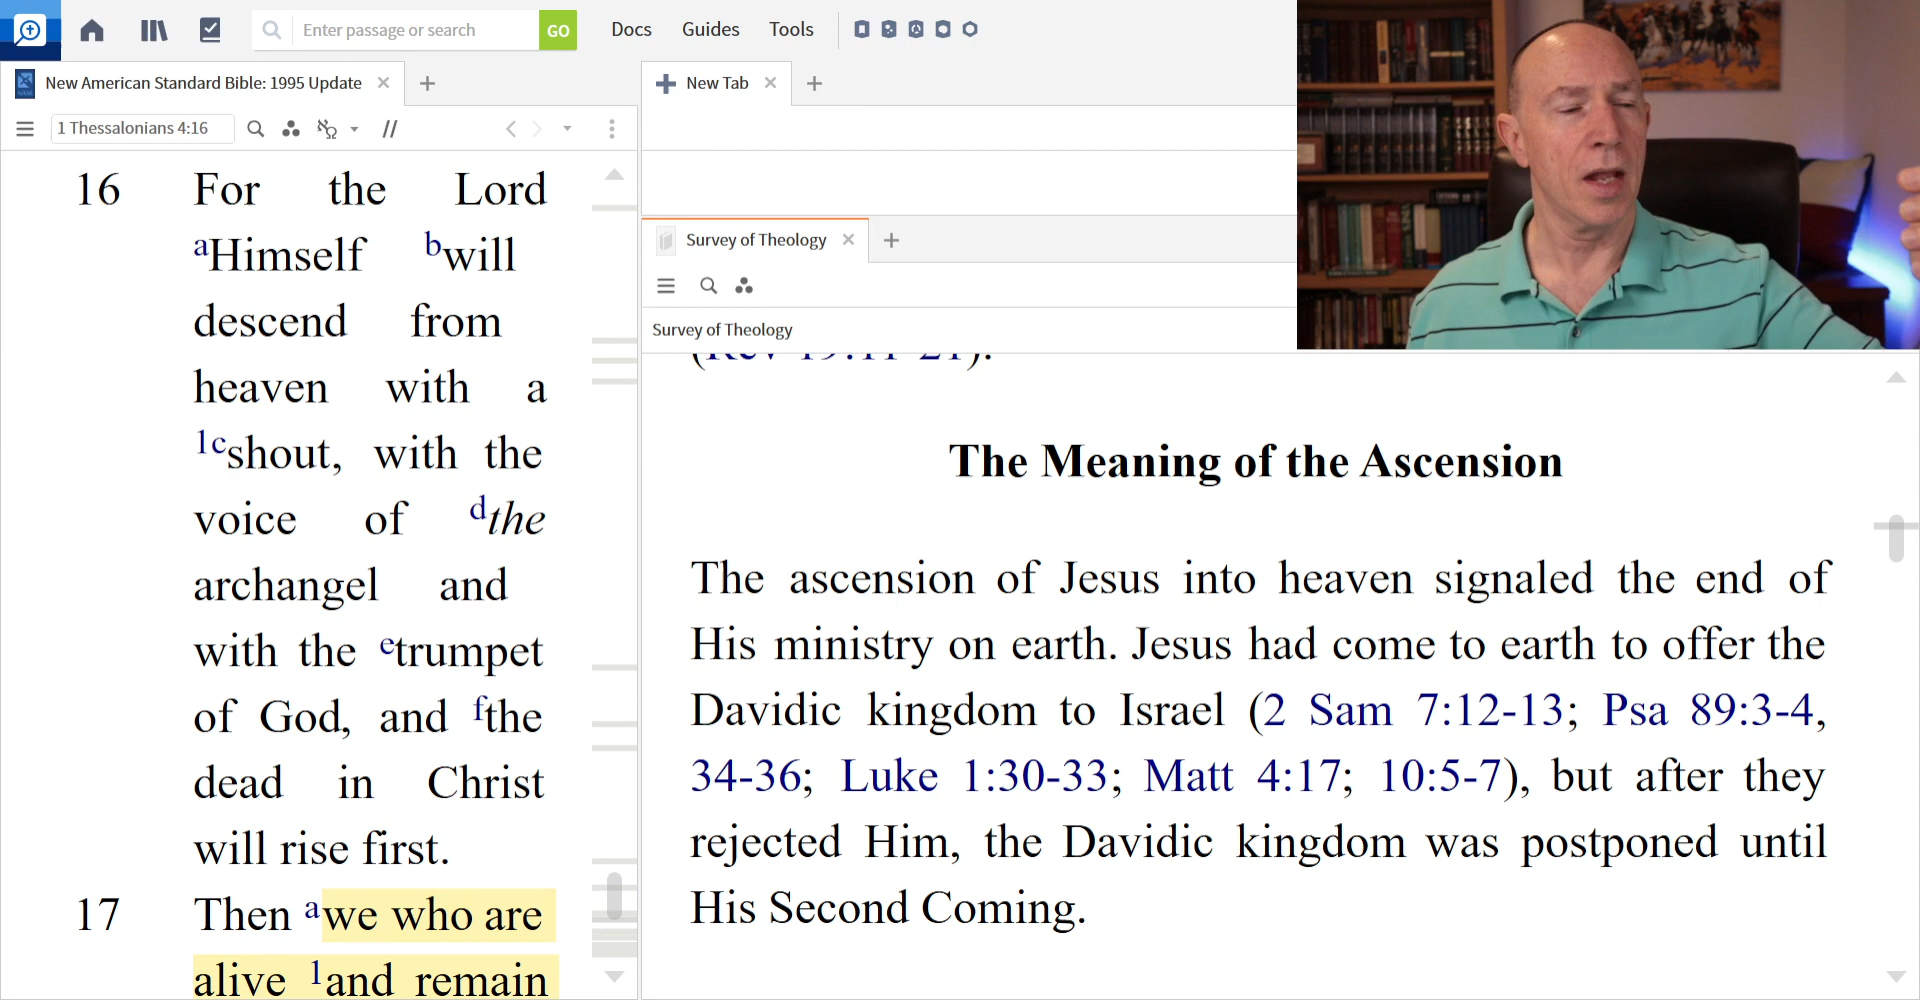 Enter passage or search
GO
Docs
Guides
Tools
New American Standard Bible: 1995 Update
New Tab
1 Thessalonians 4:16
16 For the Lord
aHimself bwill
descend from
heaven with a
1cshout, with the
voice of dthe
archangel and
with the etrumpet
of God, and fthe
dead in Christ
will rise first.
17 Then awe who are
alive 1and remain
Survey of Theology
Survey of Theology
(Rev 19:11-21).
The Meaning of the Ascension
The ascension of Jesus into heaven signaled the end of
His ministry on earth. Jesus had come to earth to offer the
Davidic kingdom to Israel (2 Sam 7:12-13; Psa 89:3-4,
34-36; Luke 1:30-33; Matt 4:17; 10:5-7), but after they
rejected Him, the Davidic kingdom was postponed until
His Second Coming.